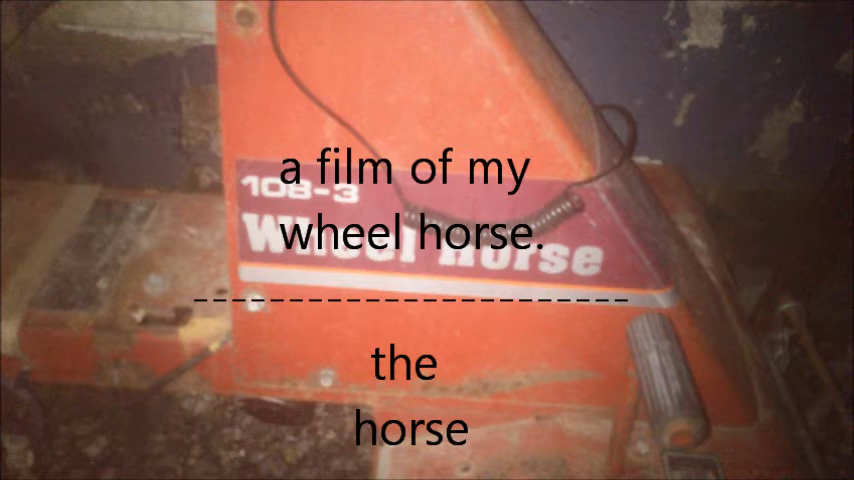 a film of my
108-3
wheel horse.
Wheel Horse
-----------------------
the
horse